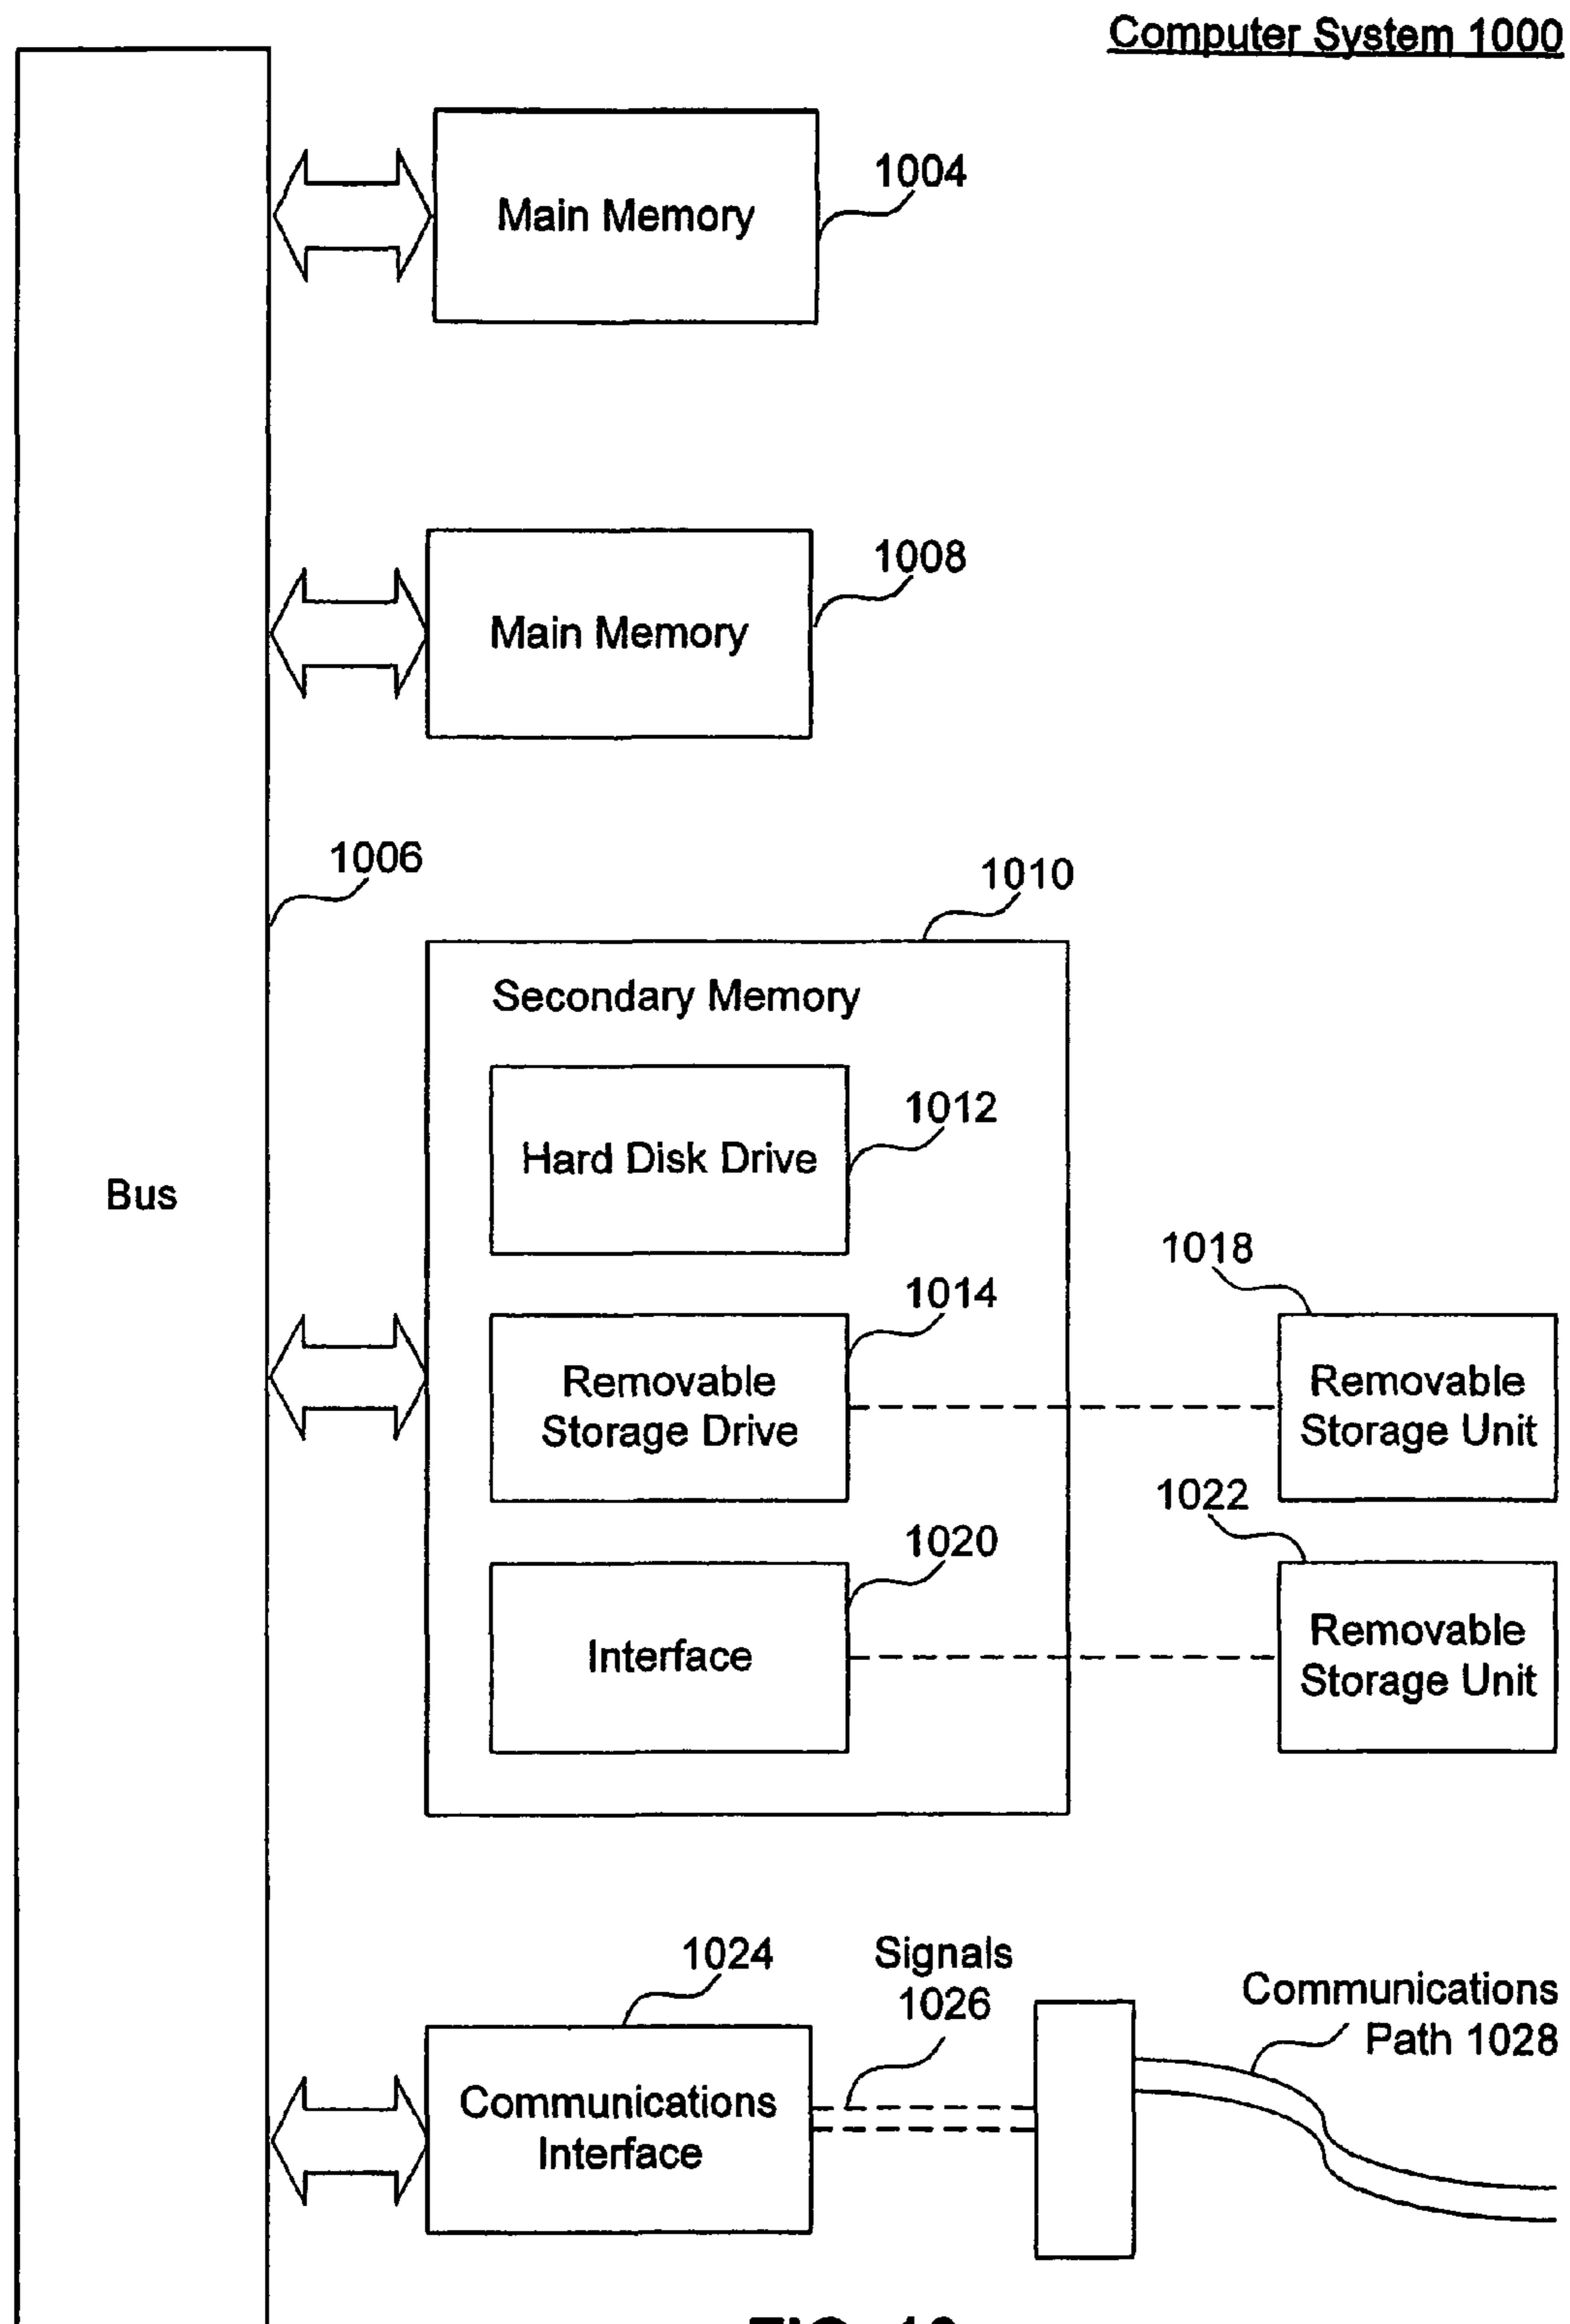 Computer System 1000
1004
Main Memory
1008
Main Memory
1006
1010
Secondary Memory
1012
Hard Disk Drive
Bus
1018
1014
Removable
Storage Drive
Removable
Storage Unit
1022
1020
Interface
Removable
Storage Unit
1024
Signals
1026
Communications
Path 1028
Communications
Interface